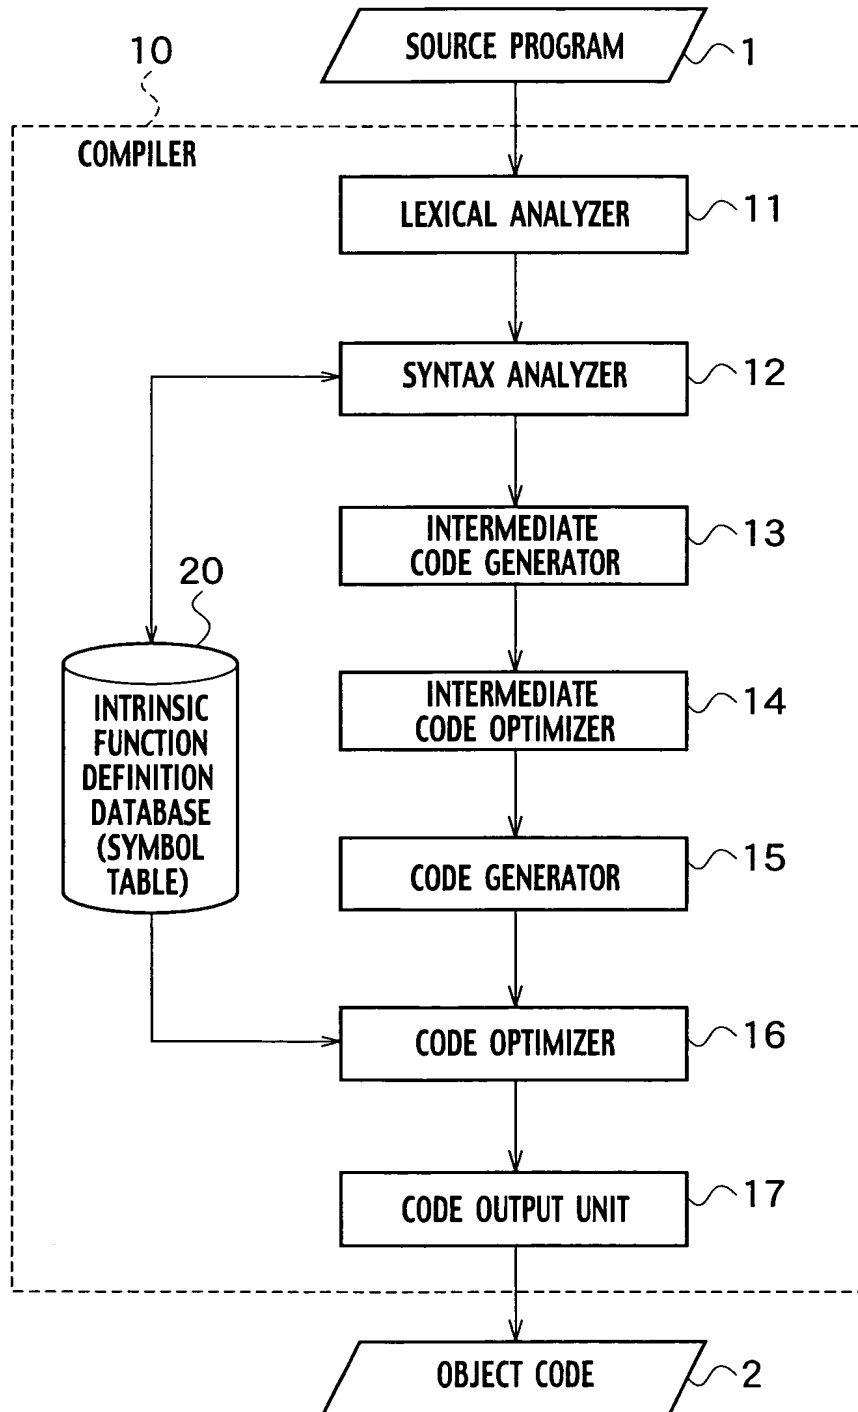 SOURCE PROGRAM
1
10
COMPILER
LEXICAL ANALYZER
11
SYNTAX ANALYZER
12
INTERMEDIATE
CODE GENERATOR
13
20
INTRINSIC
FUNCTION
DEFINITION
DATABASE
(SYMBOL
TABLE)
INTERMEDIATE
CODE OPTIMIZER
14
CODE GENERATOR
15
CODE OPTIMIZER
16
CODE OUTPUT UNIT
17
OBJECT CODE
2